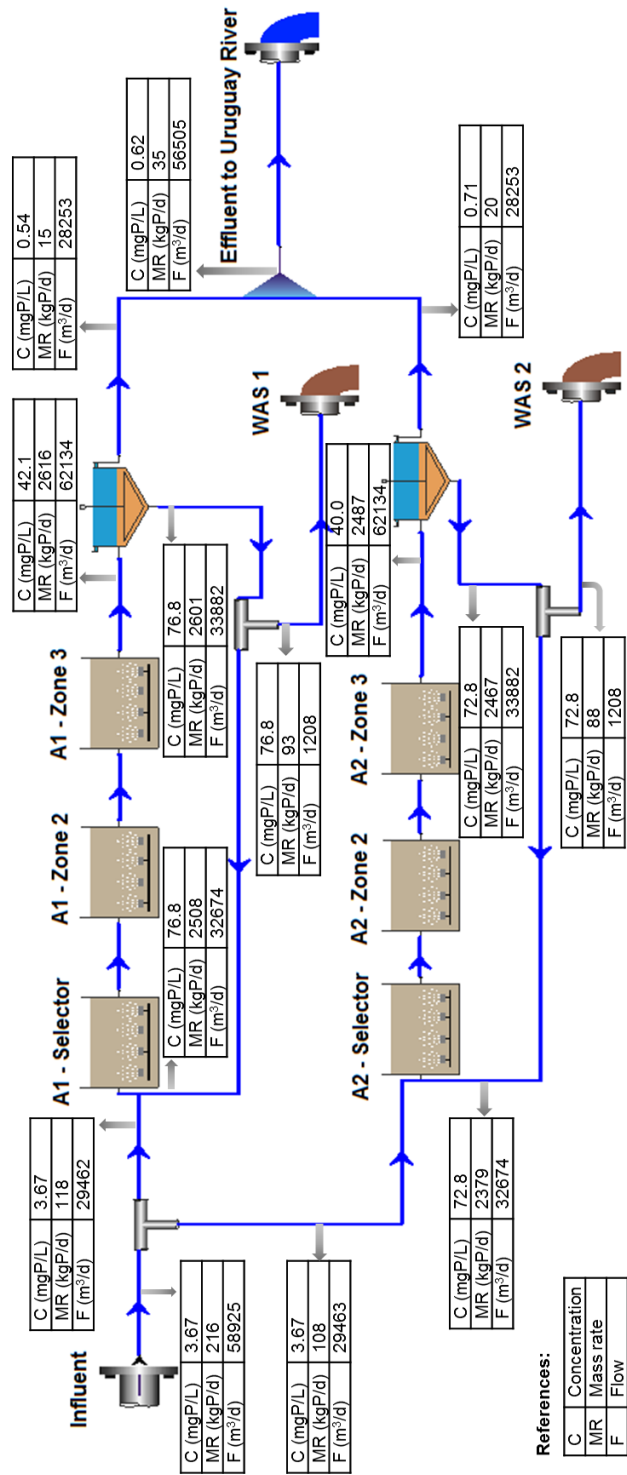 Influent
C (mgP/L) 3.67
MR (kgP/d) 216
F (m³/d) 58925
C (mgP/L) 3.67
MR (kgP/d) 118
F (m³/d) 29462
C (mgP/L) 3.67
MR (kgP/d) 108
F (m³/d) 29463
A1 - Selector
A1 - Zone 2
A1 - Zone 3
C (mgP/L) 76.8
MR (kgP/d) 2508
F (m³/d) 32674
C (mgP/L) 42.1
MR (kgP/d) 2616
F (m³/d) 62134
C (mgP/L) 76.8
MR (kgP/d) 2601
F (m³/d) 33882
C (mgP/L) 76.8
MR (kgP/d) 93
F (m³/d) 1208
WAS 1
C (mgP/L) 0.54
MR (kgP/d) 15
F (m³/d) 28253
C (mgP/L) 0.62
MR (kgP/d) 35
F (m³/d) 56505
Effluent to Uruguay River
A2 - Selector
A2 - Zone 2
A2 - Zone 3
C (mgP/L) 72.8
MR (kgP/d) 2379
F (m³/d) 32674
C (mgP/L) 40.0
MR (kgP/d) 2487
F (m³/d) 62134
C (mgP/L) 72.8
MR (kgP/d) 2467
F (m³/d) 33882
C (mgP/L) 72.8
MR (kgP/d) 88
F (m³/d) 1208
WAS 2
C (mgP/L) 0.71
MR (kgP/d) 20
F (m³/d) 28253
References:
C Concentration
MR Mass rate
F Flow